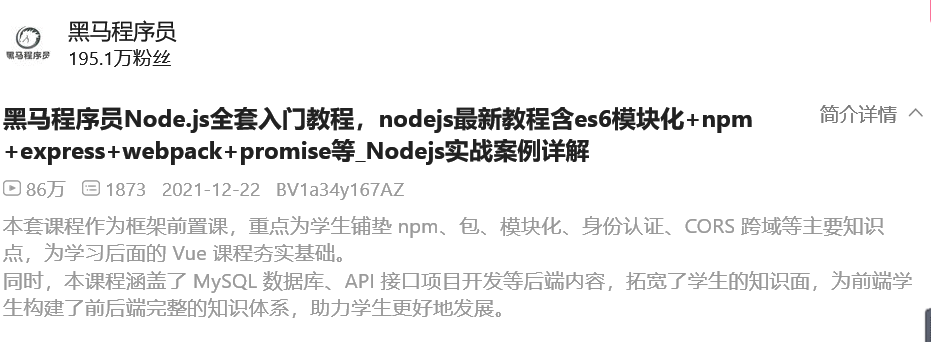 黑马程序员
黑马程序员
195.1万粉丝
黑马程序员Node.js全套入门教程，nodejs最新教程含es6模块化+npm
+express+webpack+promise等_Nodejs实战案例详解
简介详情
86万 1873 2021-12-22 BV1a34y167AZ
本套课程作为框架前置课，重点为学生铺垫 npm、包、模块化、身份认证、CORS 跨域等主要知识
点，为学习后面的 Vue 课程夯实基础。
同时，本课程涵盖了 MySQL 数据库、API 接口项目开发等后端内容，拓宽了学生的知识面，为前端学
生构建了前后端完整的知识体系，助力学生更好地发展。